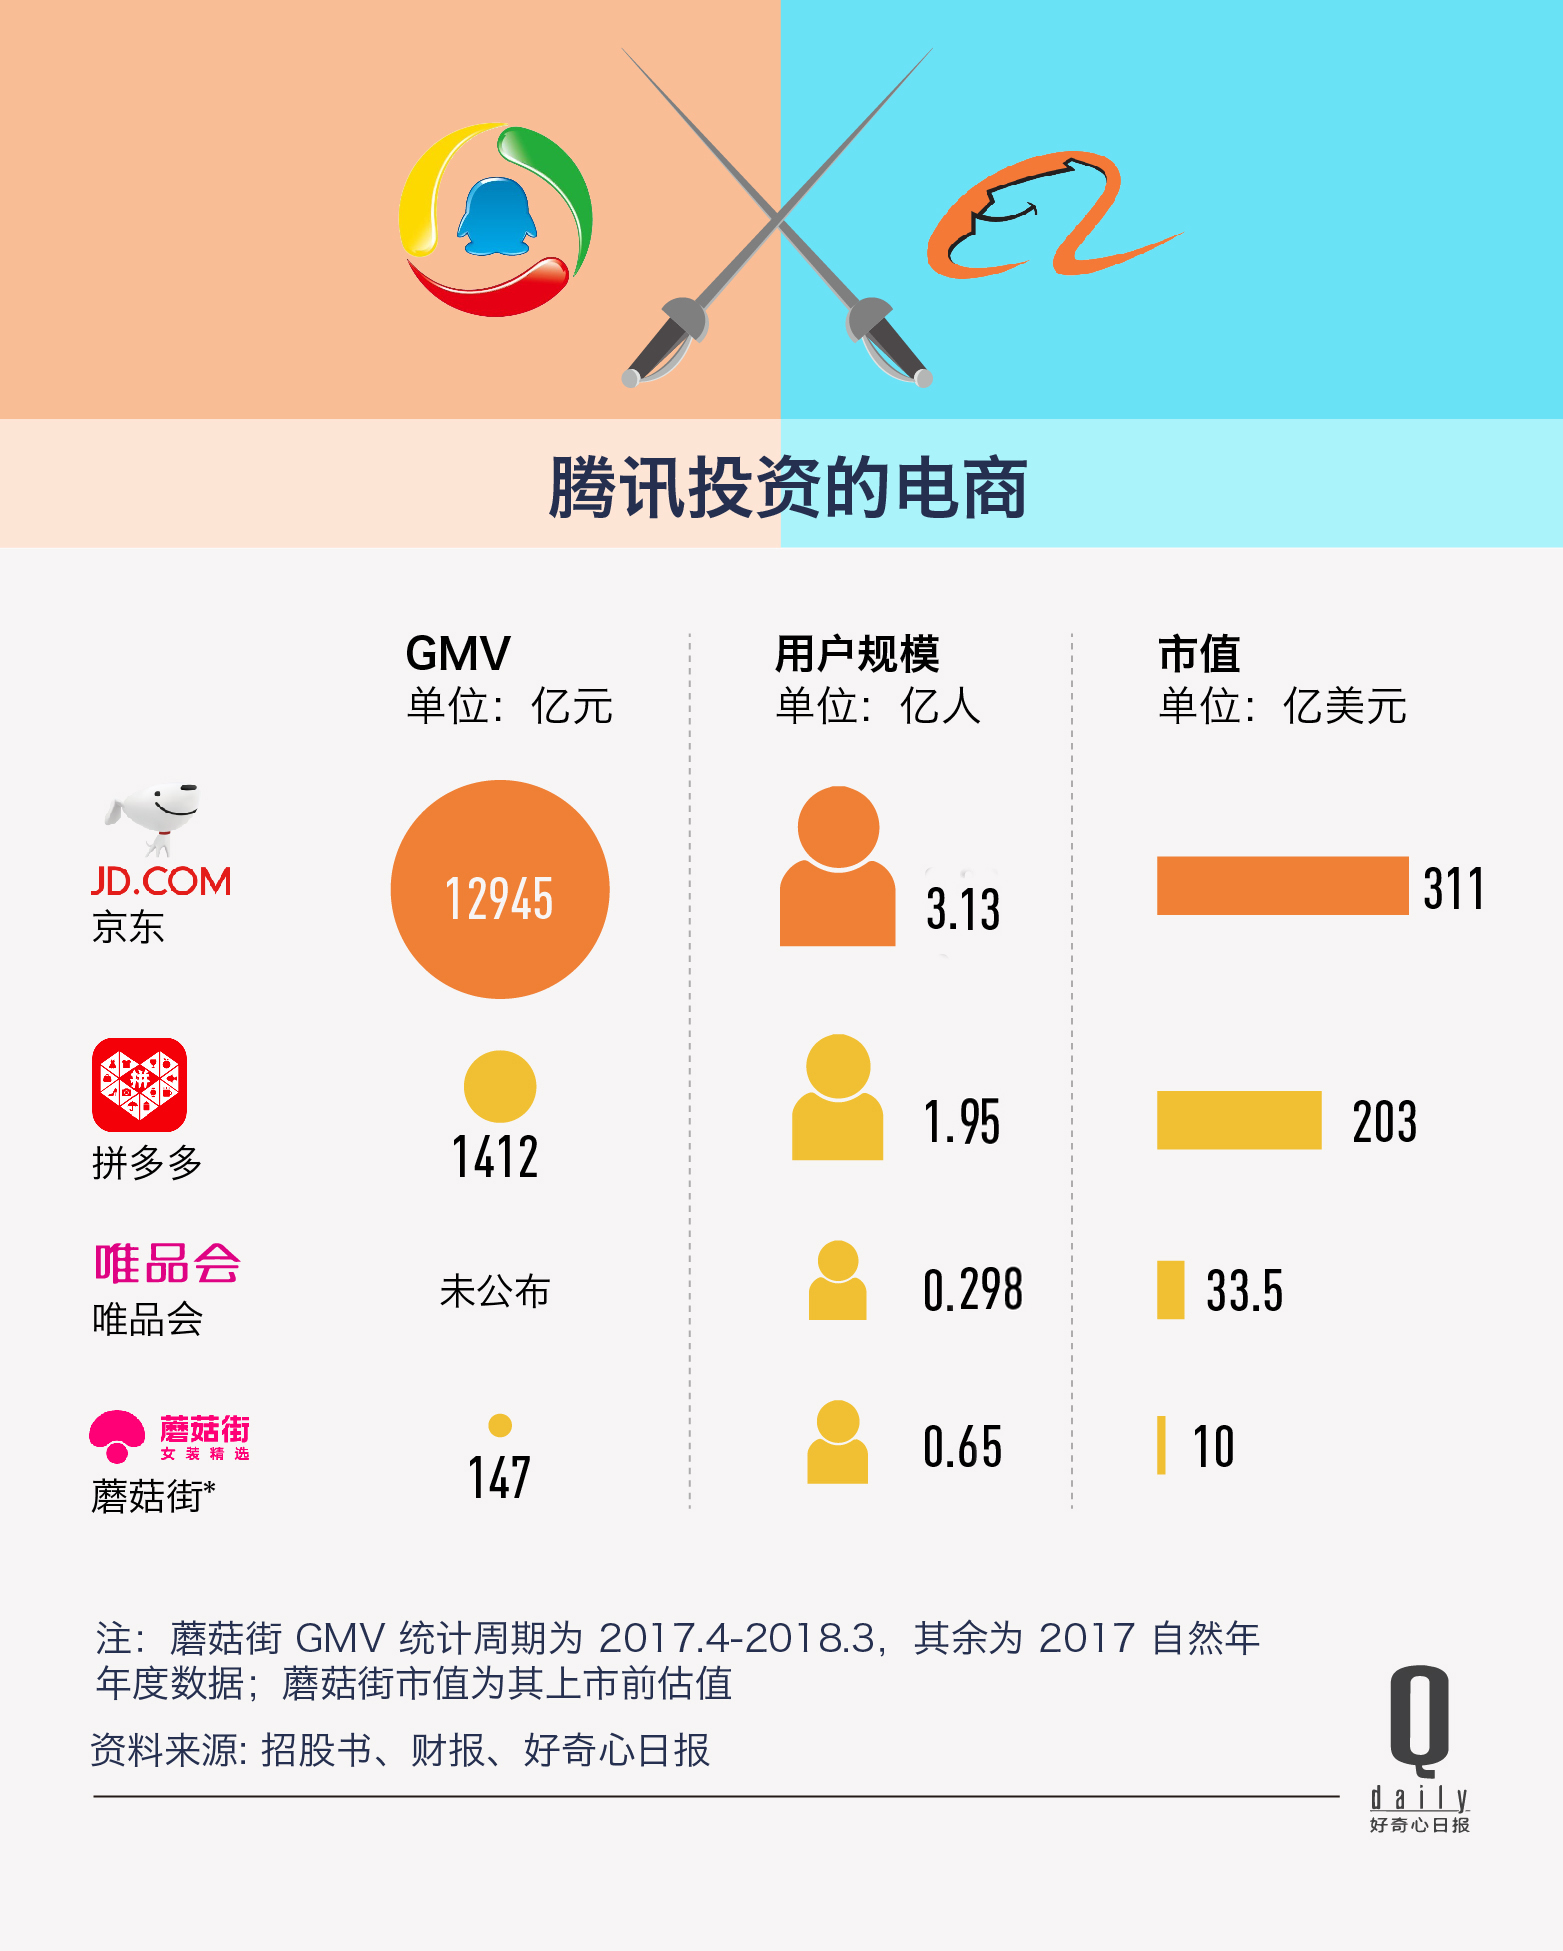 腾讯投资的电商
GMV
单位：亿元
用户规模
单位：亿人
市值
单位：亿美元
JD.COM
京东
12945
3.13
311
拼
拼多多
1412
1.95
203
唯品会
唯品会
未公布
0.298
33.5
蘑菇街
女装精选
蘑菇街*
147
0.65
10
注：蘑菇街 GMV 统计周期为 2017.4-2018.3，其余为 2017 自然年
年度数据；蘑菇街市值为其上市前估值
资料来源: 招股书、财报、好奇心日报
Q
daily
好奇心日报